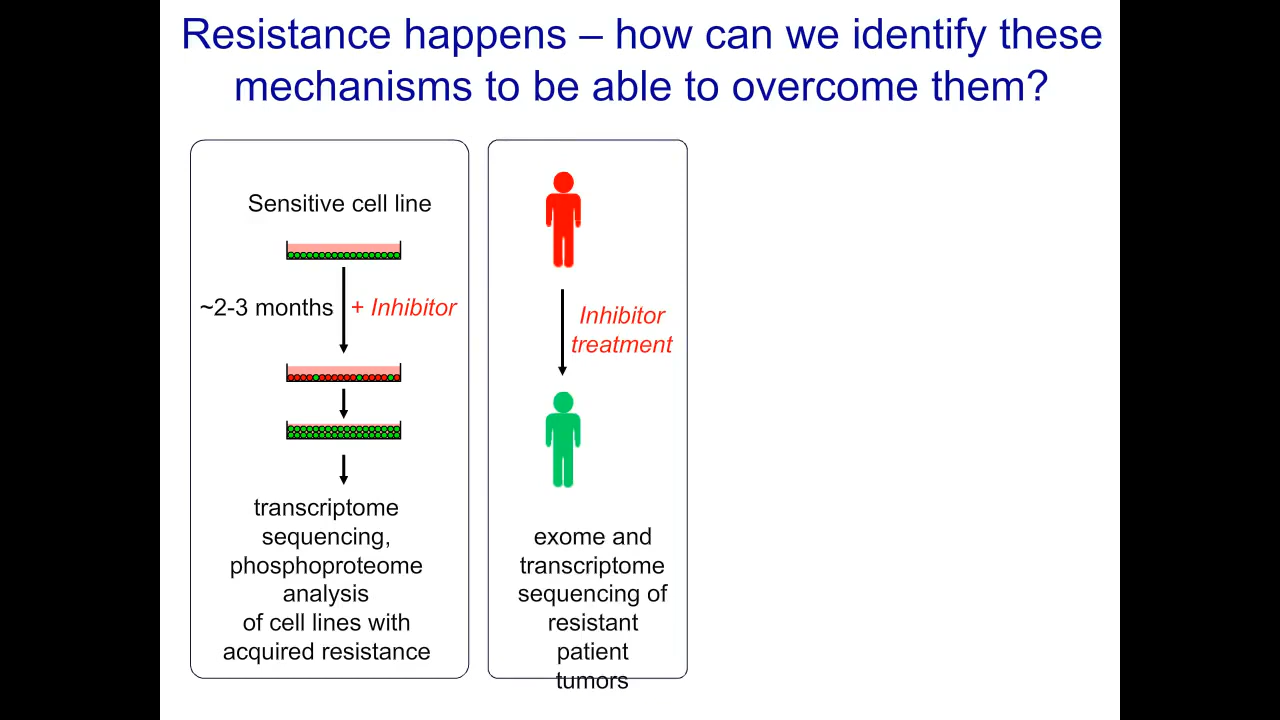 Resistance happens – how can we identify these
mechanisms to be able to overcome them?
Sensitive cell line
~2-3 months
+ Inhibitor
transcriptome
sequencing,
phosphoproteome
analysis
of cell lines with
acquired resistance
Inhibitor
treatment
exome and
transcriptome
sequencing of
resistant
patient
tumors